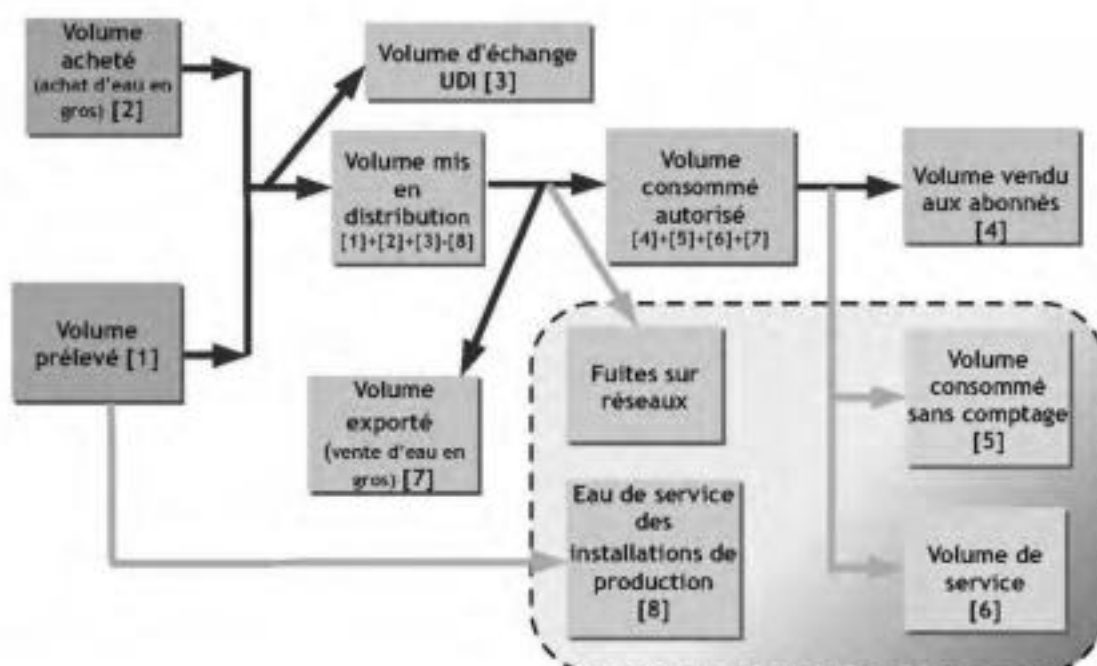 Volume
acheté
(achat d'eau en
gros) [2]
Volume d'échange
UDI [3]
Volume mis
en
distribution
[1]+[2]+[3]-[8]
Volume
consommé
autorisé
[4]+[5]+[6]+[7]
Volume vendu
aux abonnés
[4]
Volume
prélevé [1]
Volume
exporté
(vente d'eau en
gros) [7]
Fuites sur
réseaux
Volume
consommé
sans comptage
[5]
Eau de service
des
installations de
production
[8]
Volume de
service
[6]